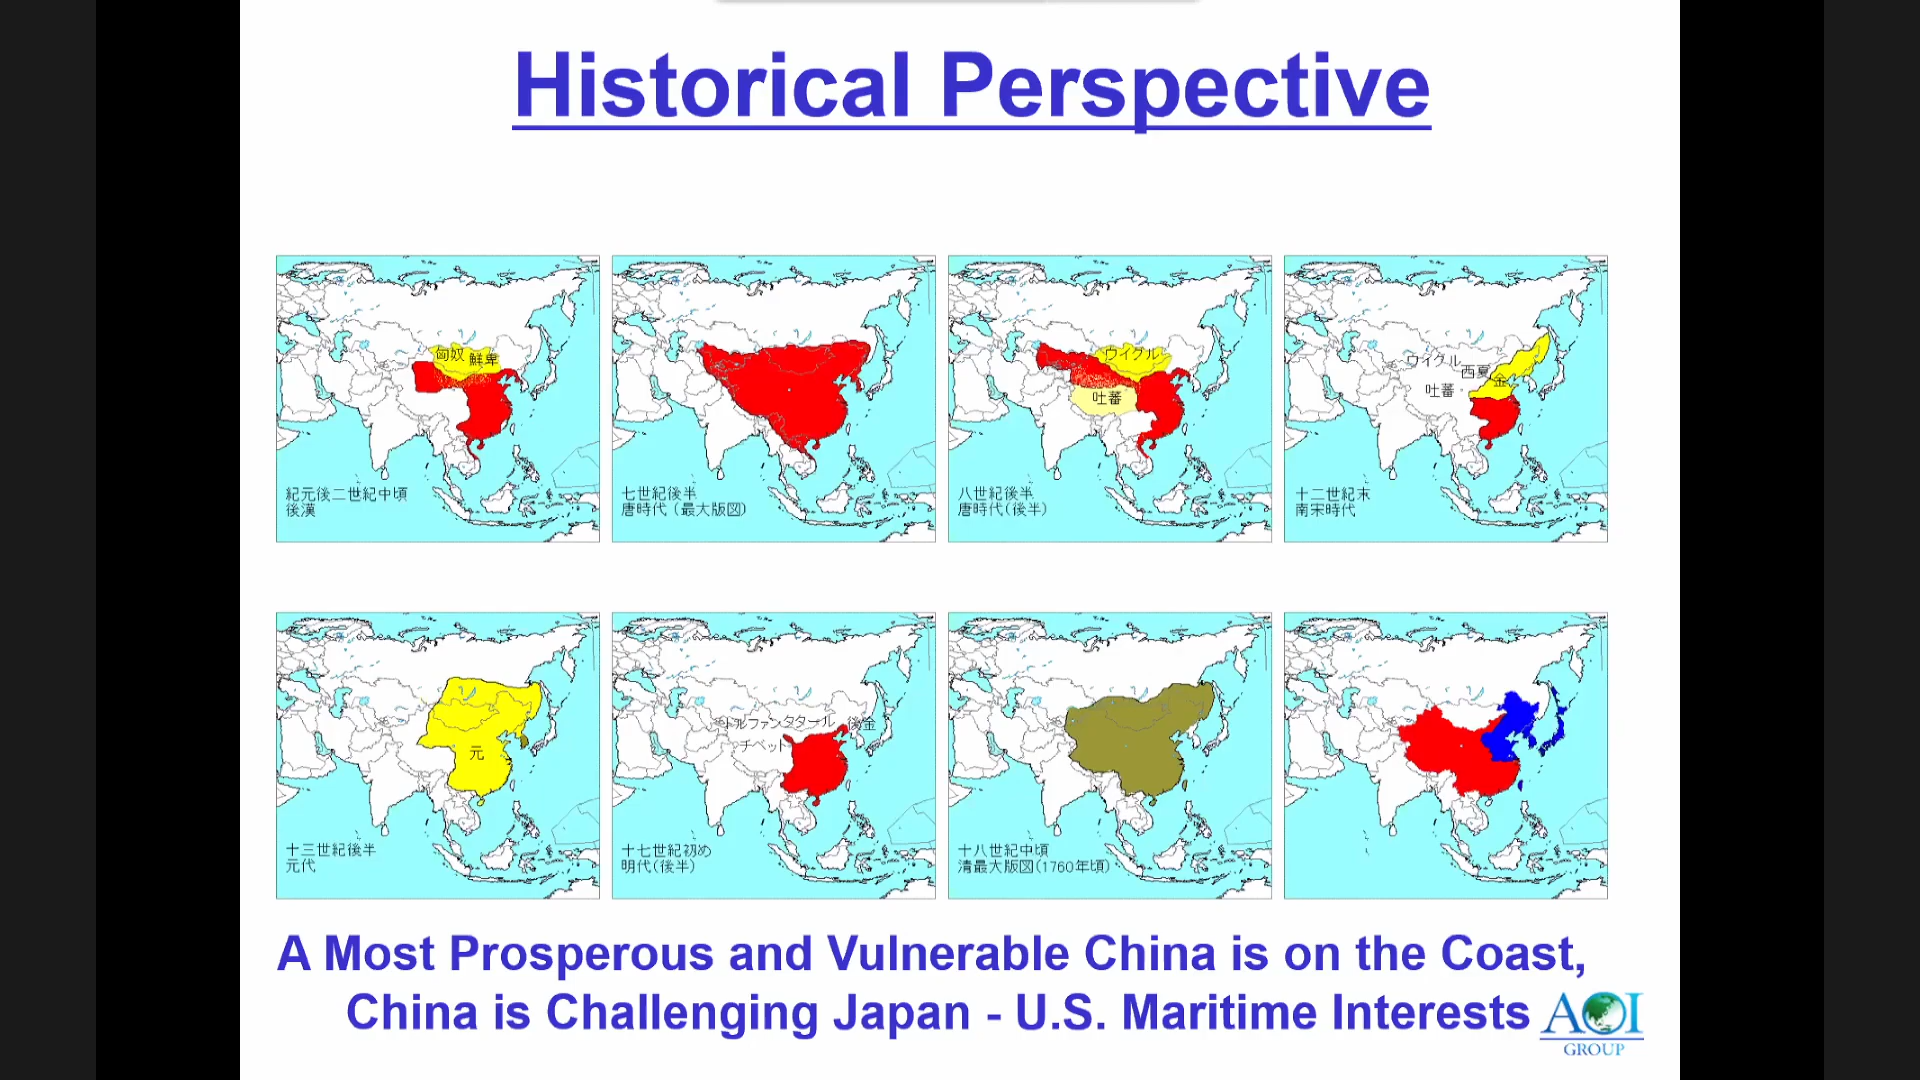 Historical Perspective
匈奴 鮮卑
紀元後二世紀中頃
後漢
七世紀後半
唐時代（最大版図）
ウイグル
吐蕃
八世紀後半
唐時代（後半）
ウィグル
西夏
金
吐蕃
十二世紀末
南宋時代
元
十三世紀後半
元代
トルファンタタール
後金
チベット
十七世紀初め
明代（後半）
十八世紀中頃
清最大版図（1760年頃）
A Most Prosperous and Vulnerable China is on the Coast,
China is Challenging Japan - U.S. Maritime Interests
AOI
GROUP